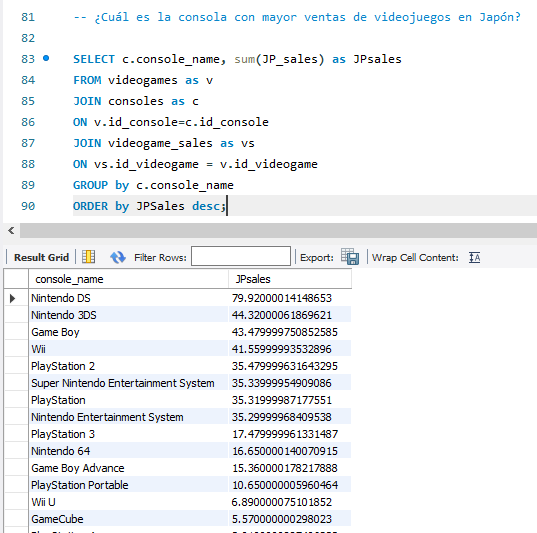 81 -- ¿Cuál es la consola con mayor ventas de videojuegos en Japón?
82
83 SELECT c.console_name, sum(JP_sales) as JPsales
84 FROM videogames as v
85 JOIN consoles as c
86 ON v.id_console=c.id_console
87 JOIN videogame_sales as vs
88 ON vs.id_videogame = v.id_videogame
89 GROUP by c.console_name
90 ORDER by JPSales desc;
Result Grid Filter Rows: Export: Wrap Cell Content: IA
console_name JPsales
Nintendo DS 79.92000014148653
Nintendo 3DS 44.32000061869621
Game Boy 43.479999750852585
Wii 41.55999993532896
PlayStation 2 35.479999631643295
Super Nintendo Entertainment System 35.33999954909086
PlayStation 35.31999987177551
Nintendo Entertainment System 35.29999968409538
PlayStation 3 17.479999961331487
Nintendo 64 16.650000140070915
Game Boy Advance 15.360000178217888
PlayStation Portable 10.650000005960464
Wii U 6.890000075101852
GameCube 5.570000000298023